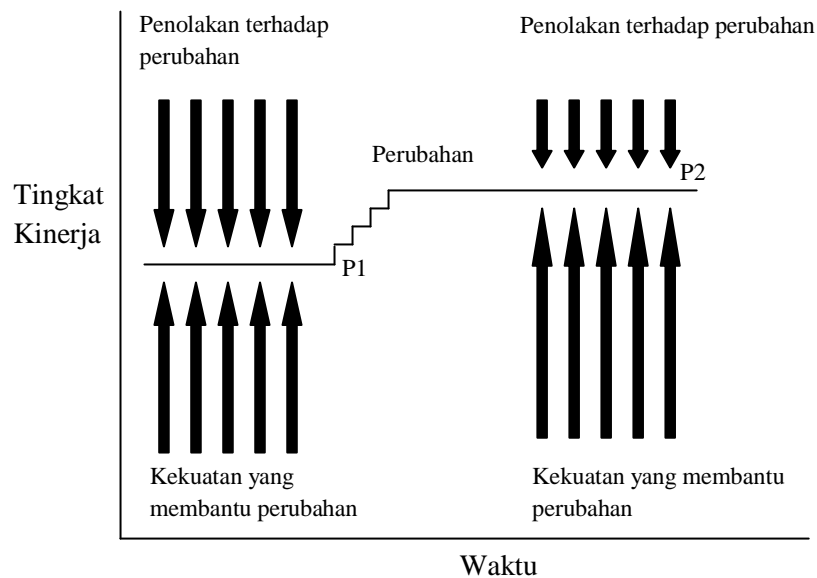 Penolakan terhadap
perubahan
Penolakan terhadap perubahan
Perubahan
P2
Tingkat
Kinerja
P1
Kekuatan yang
membantu perubahan
Kekuatan yang membantu
perubahan
Waktu